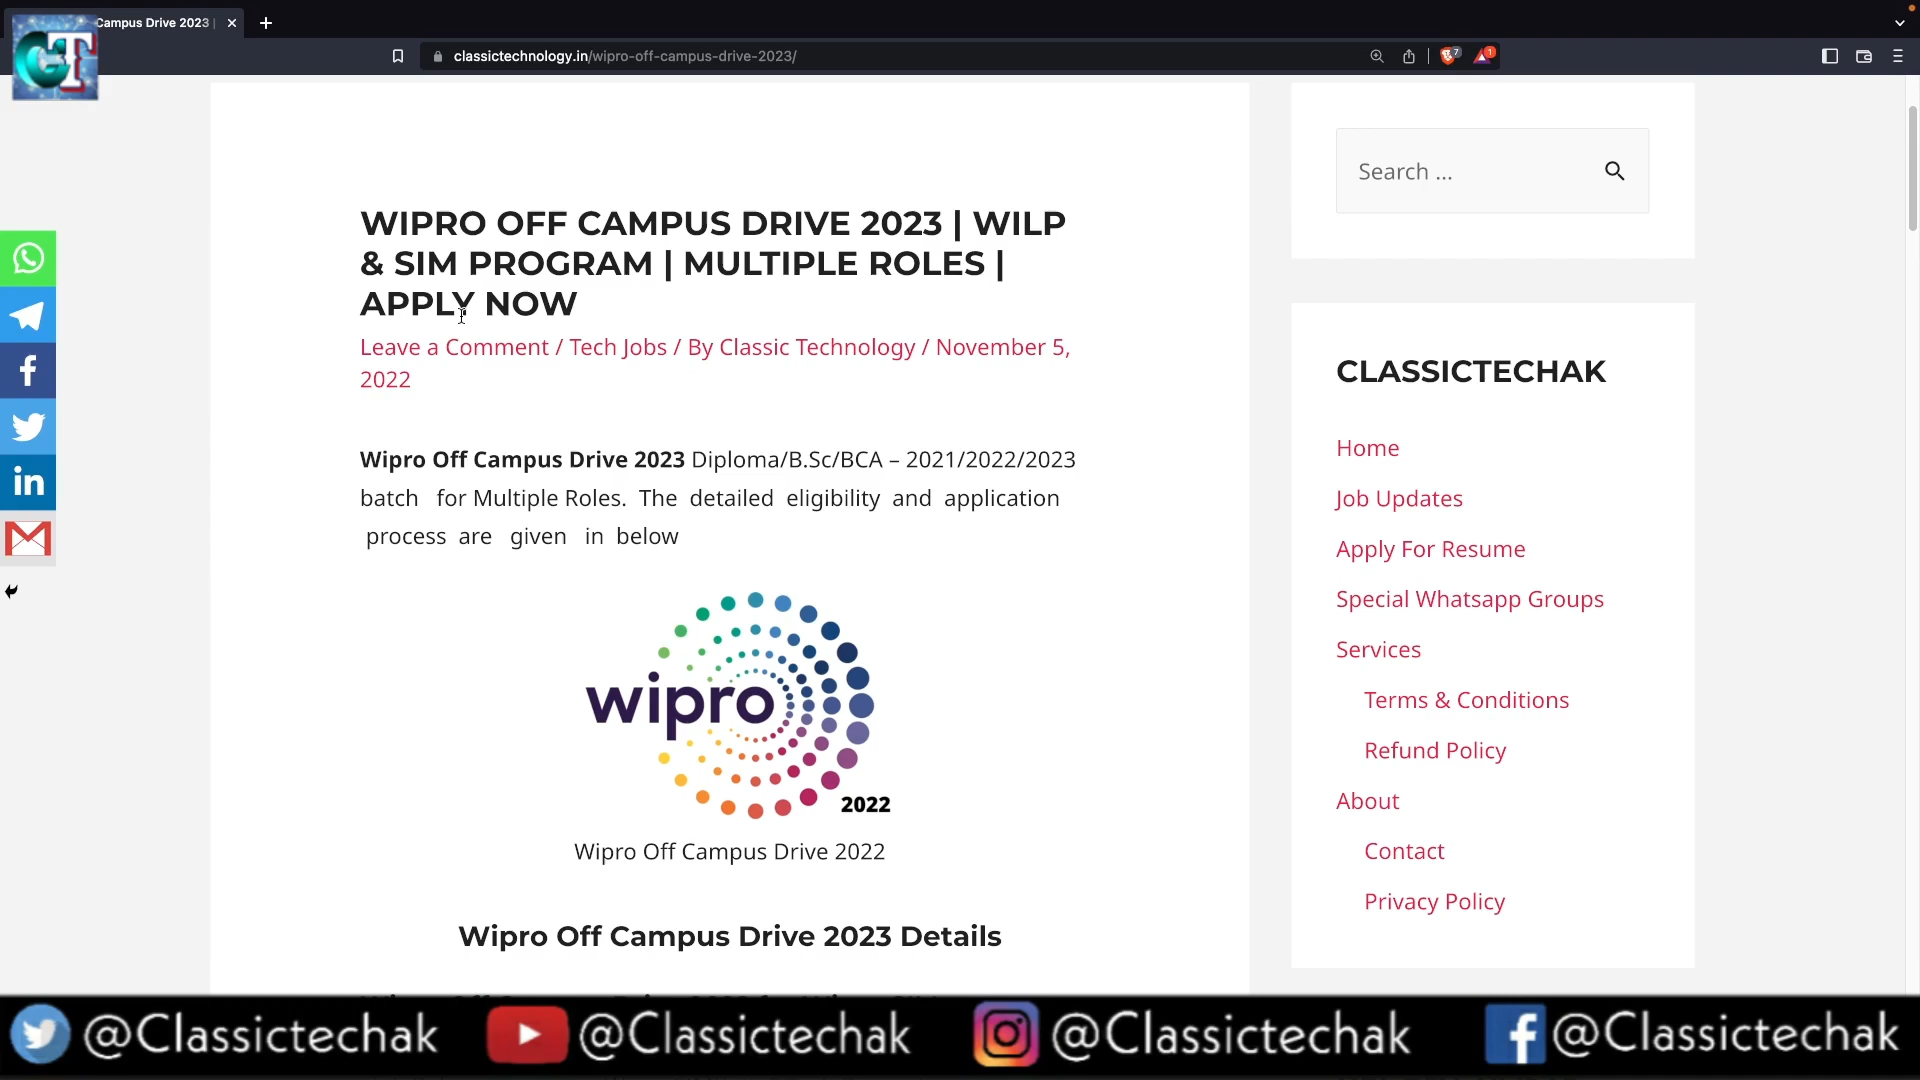 Campus Drive 2023 |
CT
classictechnology.in/wipro-off-campus-drive-2023/
7
1
Search ...
WIPRO OFF CAMPUS DRIVE 2023 | WILP
& SIM PROGRAM | MULTIPLE ROLES |
APPLY NOW
Leave a Comment / Tech Jobs / By Classic Technology / November 5,
2022
Wipro Off Campus Drive 2023 Diploma/B.Sc/BCA – 2021/2022/2023
batch for Multiple Roles. The detailed eligibility and application
process are given in below
wipro
2022
Wipro Off Campus Drive 2022
Wipro Off Campus Drive 2023 Details
CLASSICTECHAK
Home
Job Updates
Apply For Resume
Special Whatsapp Groups
Services
Terms & Conditions
Refund Policy
About
Contact
Privacy Policy
@Classictechak
@Classictechak
@Classictechak
@Classictechak